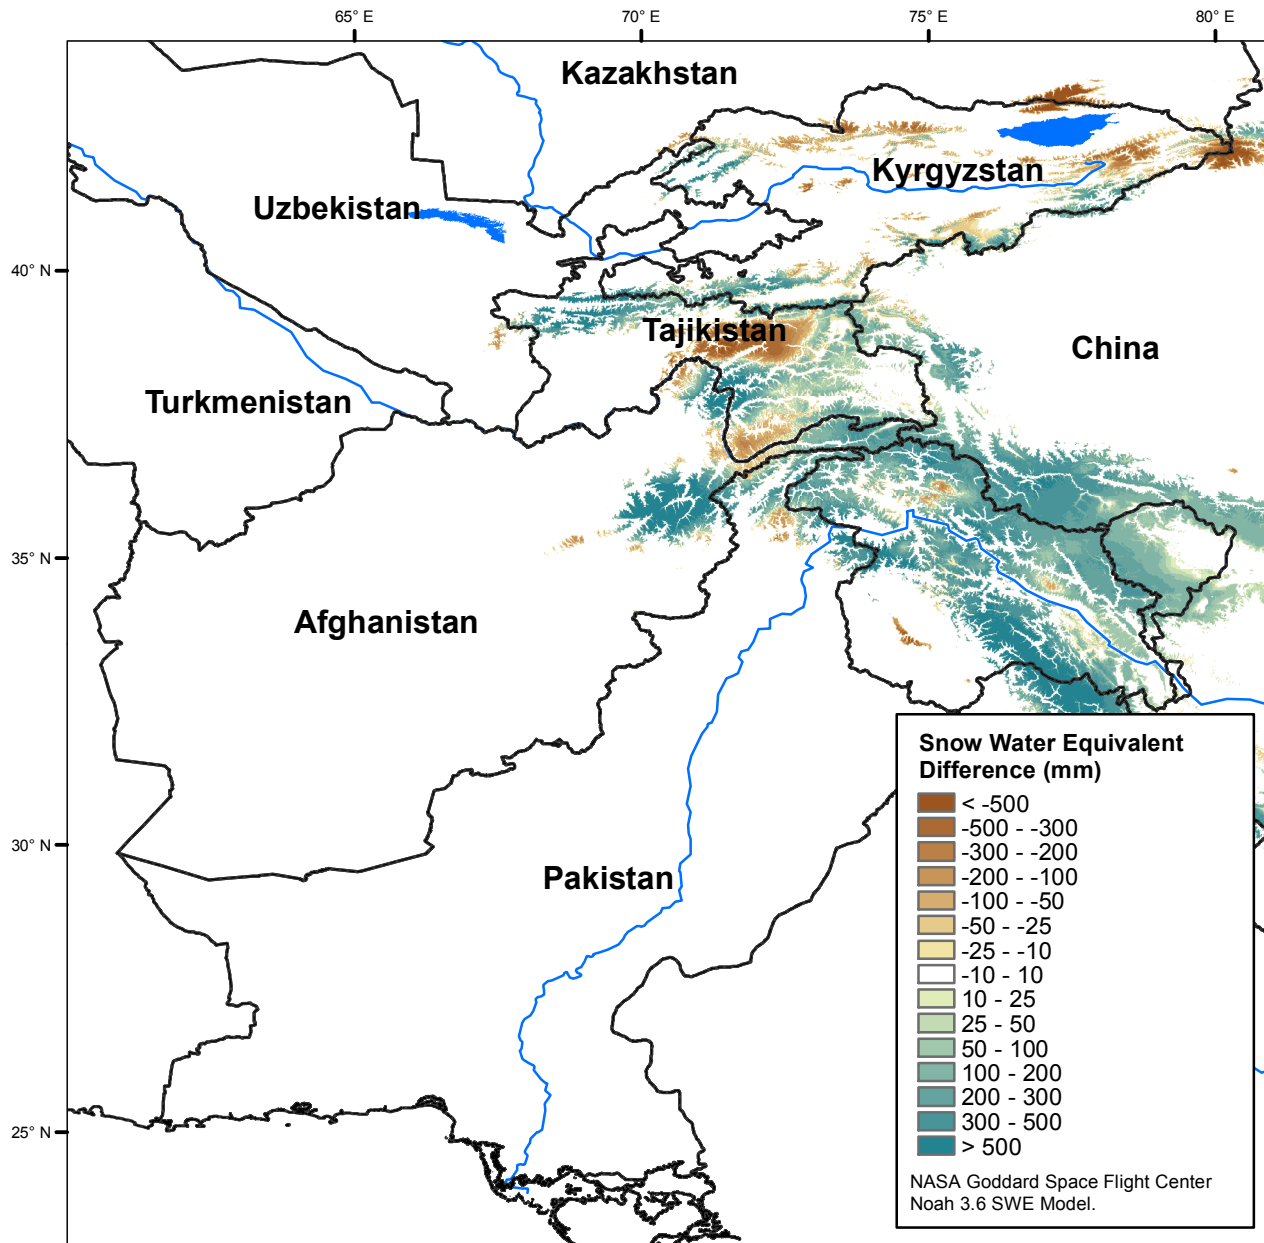 65° E
70° E
75° E
80° E
Kazakhstan
Kyrgyzstan
Uzbekistan
40° N
Tajikistan
China
Turkmenistan
35° N
Afghanistan
30° N
Pakistan
25° N
Snow Water Equivalent
Difference (mm)
< -500
-500 - -300
-300 - -200
-200 - -100
-100 - -50
-50 - -25
-25 - -10
-10 - 10
10 - 25
25 - 50
50 - 100
100 - 200
200 - 300
300 - 500
> 500
NASA Goddard Space Flight Center
Noah 3.6 SWE Model.